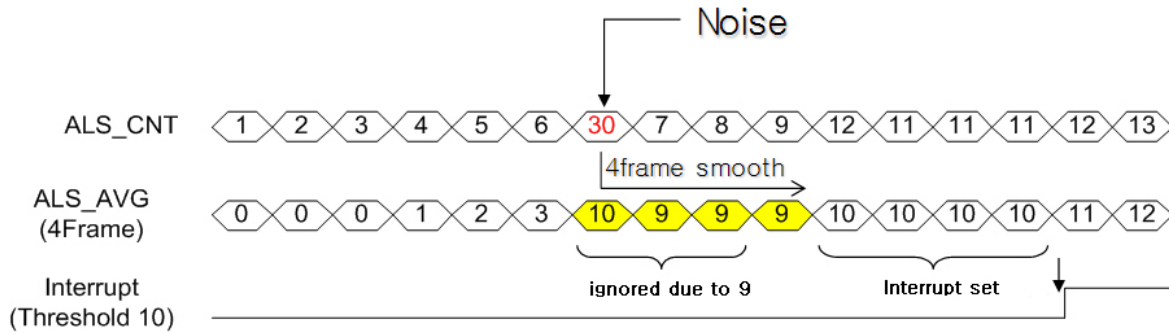 Noise
ALS_CNT 1 2 3 4 5 6 30 7 8 9 12 11 11 11 12 13
4frame smooth
ALS_AVG
(4Frame)
0 0 0 1 2 3 10 9 9 9 10 10 10 10 11 12
ignored due to 9 Interrupt set
Interrupt
(Threshold 10)